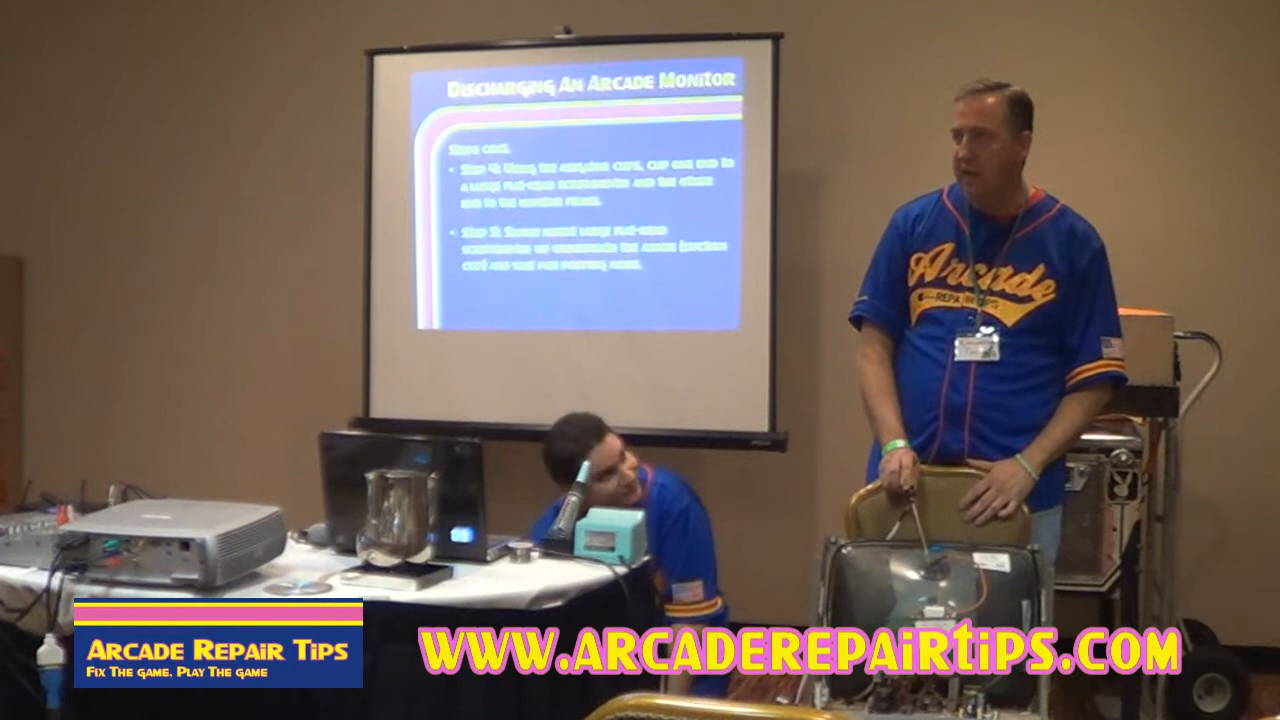 Discharging An Arcade Monitor
Steps cont.
• Step 4: Using the alligator clips, clip one end to
a large flat-head screwdriver and the other
end to the monitor frame.
• Step 5: Slowly insert large flat-head
screwdriver up underneath the anode (suction
cup) and wait for popping noise.
Arcade
REPAIR TIPS
Arcade Repair Tips
Fix The Game, Play The Game
www.arcaderepairtips.com